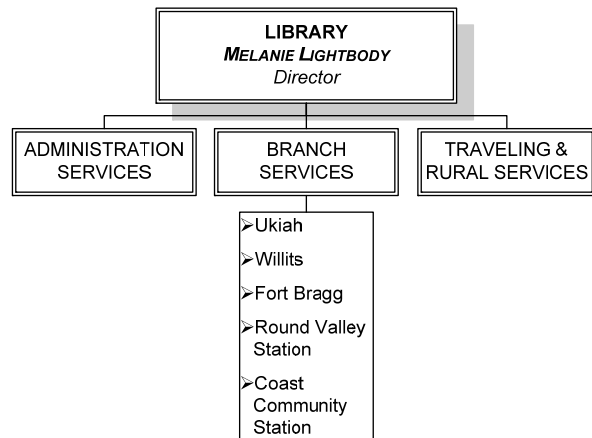 LIBRARY
MELANIE LIGHTBODY
Director
ADMINISTRATION
SERVICES
BRANCH
SERVICES
TRAVELING &
RURAL SERVICES
➢Ukiah
➢Willits
➢Fort Bragg
➢Round Valley
Station
➢Coast
Community
Station